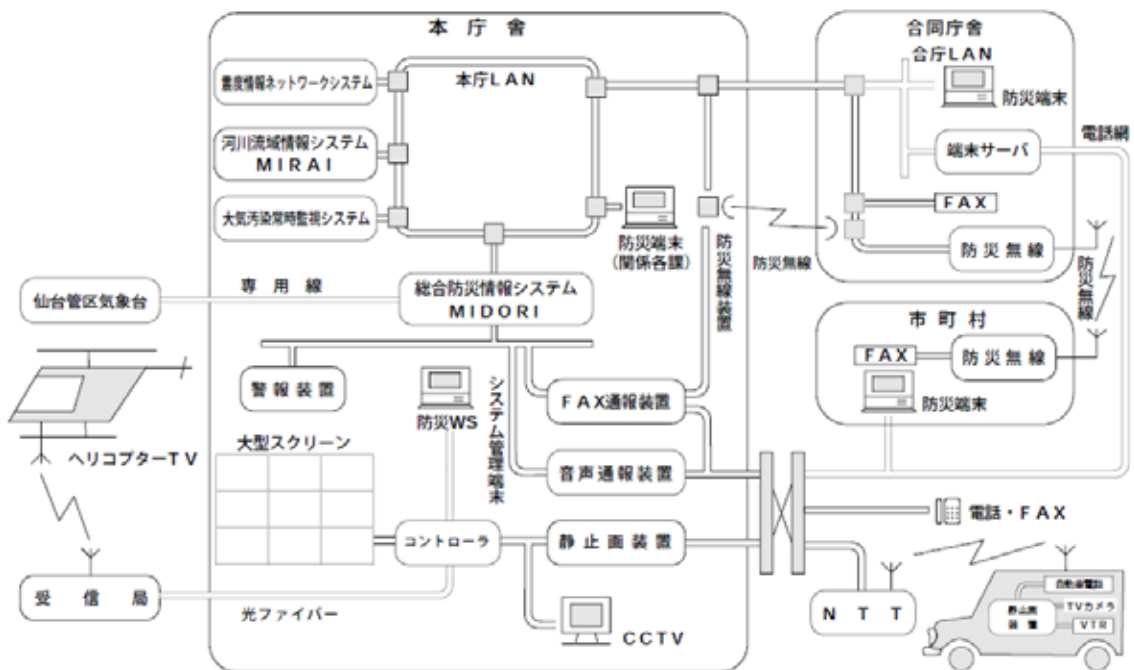 本庁舎
合同庁舎
合庁LAN
本庁LAN
震度情報ネットワークシステム
防災端末
河川流域情報システム
MIRAI
電話網
端末サーバ
大気汚染常時監視システム
FAX
防災端末
(関係各課)
防災無線装置
防災無線
防災無線
防災無線
仙台管区気象台
専用線
総合防災情報システム
MIDORI
市町村
FAX
防災無線
防災端末
警報装置
防災WS
システム管理端末
FAX通報装置
ヘリコプターTV
大型スクリーン
音声通報装置
コントローラ
静止画装置
電話・FAX
受信局
光ファイバー
CCTV
NTT
自動車電話
静止画
装置
TVカメラ
VTR